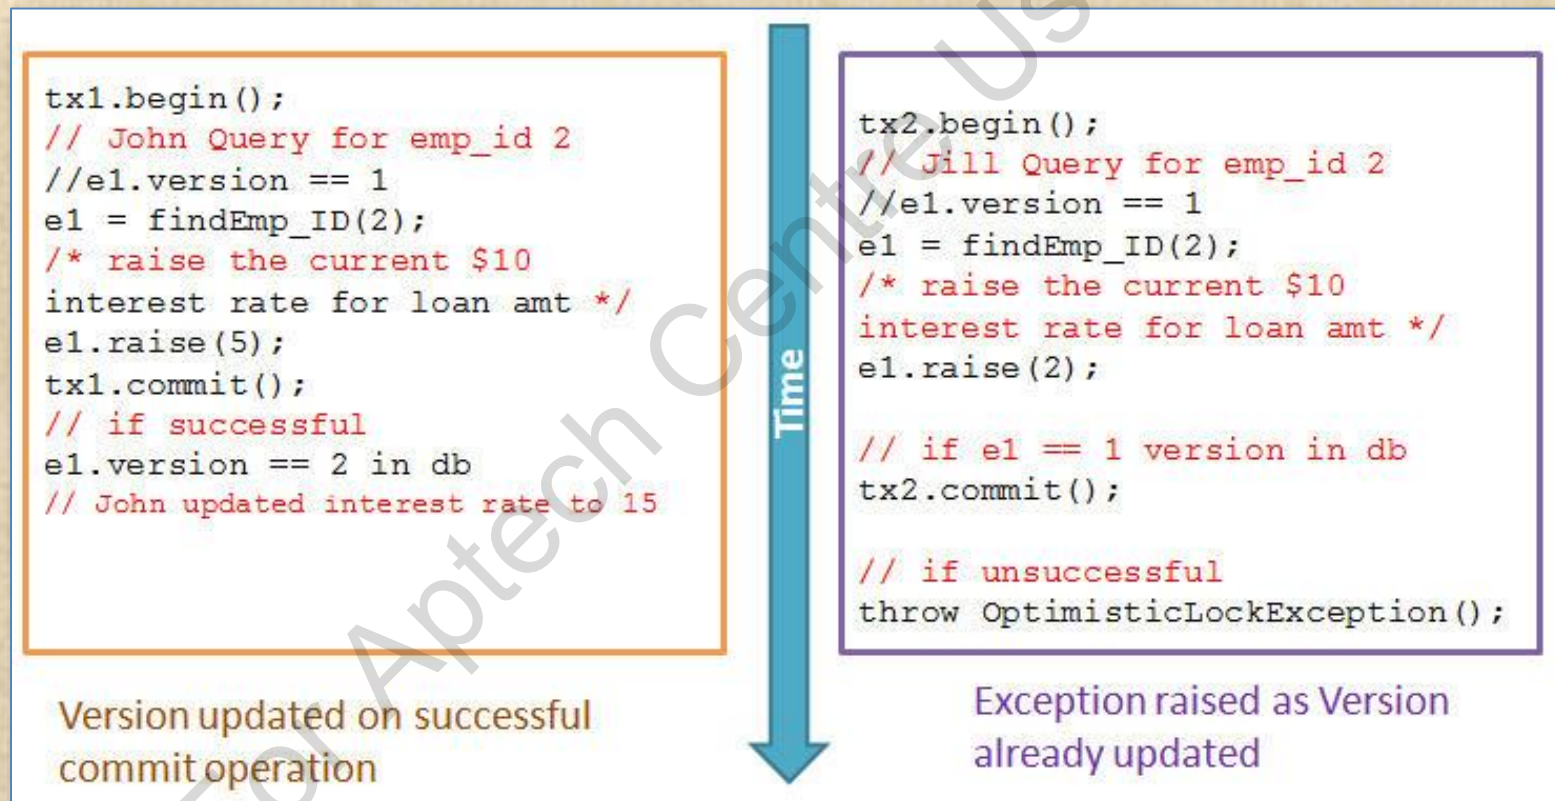 tx1.begin();
// John Query for emp_id 2
//e1.version == 1
e1 = findEmp_ID(2);
/* raise the current $10
interest rate for loan amt */
e1.raise(5);
tx1.commit();
// if successful
e1.version == 2 in db
// John updated interest rate to 15
Version updated on successful
commit operation
Time
tx2.begin();
// Jill Query for emp_id 2
//e1.version == 1
e1 = findEmp_ID(2);
/* raise the current $10
interest rate for loan amt */
e1.raise(2);
// if e1 == 1 version in db
tx2.commit();
// if unsuccessful
throw OptimisticLockException();
Exception raised as Version
already updated
For Aptech Centre Us